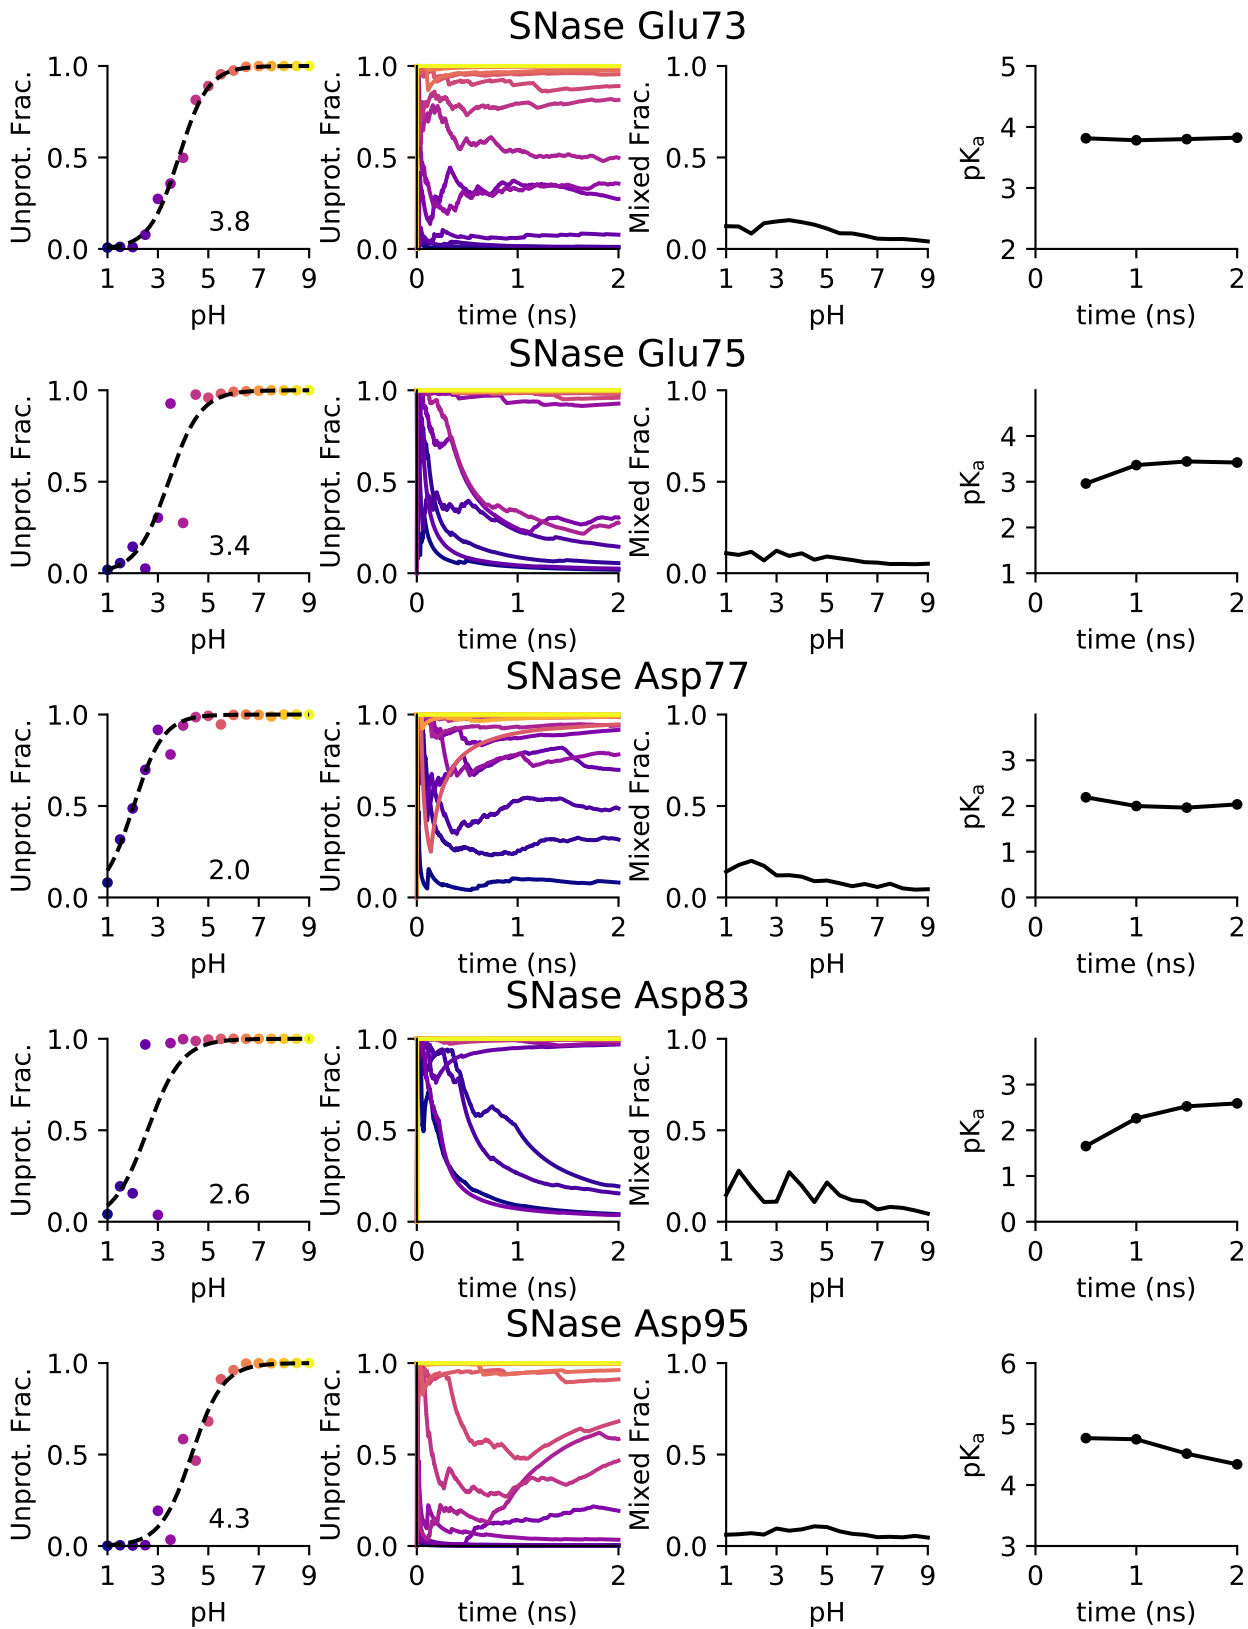 SNase Glu73
Unprot. Frac.
1.0
0.5
0.0
1 3 5 7 9
pH
3.8
Unprot. Frac.
1.0
0.5
0.0
0 1 2
time (ns)
Mixed Frac.
1.0
0.5
0.0
1 3 5 7 9
pH
pKa
5
4
3
2
0 1 2
time (ns)
SNase Glu75
Unprot. Frac.
1.0
0.5
0.0
1 3 5 7 9
pH
3.4
Unprot. Frac.
1.0
0.5
0.0
0 1 2
time (ns)
Mixed Frac.
1.0
0.5
0.0
1 3 5 7 9
pH
pKa
4
3
2
1
0 1 2
time (ns)
SNase Asp77
Unprot. Frac.
1.0
0.5
0.0
1 3 5 7 9
pH
2.0
Unprot. Frac.
1.0
0.5
0.0
0 1 2
time (ns)
Mixed Frac.
1.0
0.5
0.0
1 3 5 7 9
pH
pKa
3
2
1
0
0 1 2
time (ns)
SNase Asp83
Unprot. Frac.
1.0
0.5
0.0
1 3 5 7 9
pH
2.6
Unprot. Frac.
1.0
0.5
0.0
0 1 2
time (ns)
Mixed Frac.
1.0
0.5
0.0
1 3 5 7 9
pH
pKa
3
2
1
0
0 1 2
time (ns)
SNase Asp95
Unprot. Frac.
1.0
0.5
0.0
1 3 5 7 9
pH
4.3
Unprot. Frac.
1.0
0.5
0.0
0 1 2
time (ns)
Mixed Frac.
1.0
0.5
0.0
1 3 5 7 9
pH
pKa
6
5
4
3
0 1 2
time (ns)